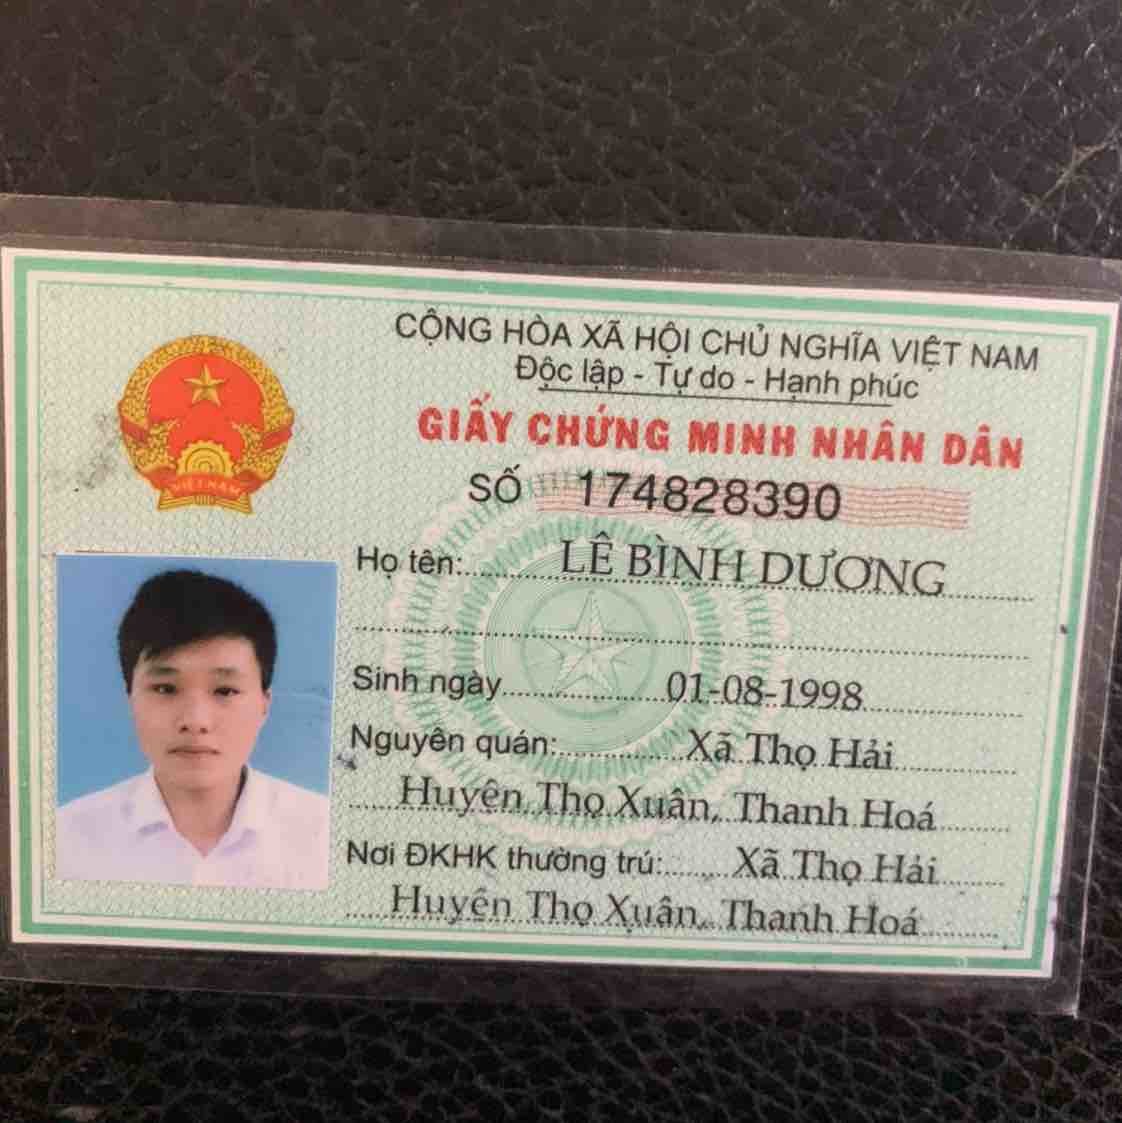 CỘNG HÒA XÃ HỘI CHỦ NGHĨA VIỆT NAM
Độc lập - Tự do - Hạnh phúc
GIẤY CHỨNG MINH NHÂN DÂN
SỐ 174828390
VIỆT NAM
Họ tên: LÊ BÌNH DƯƠNG
Sinh ngày 01-08-1998
Nguyên quán: Xã Thọ Hải
Huyện Thọ Xuân, Thanh Hoá
Nơi ĐKHK thường trú: Xã Thọ Hải
Huyện Thọ Xuân, Thanh Hoá